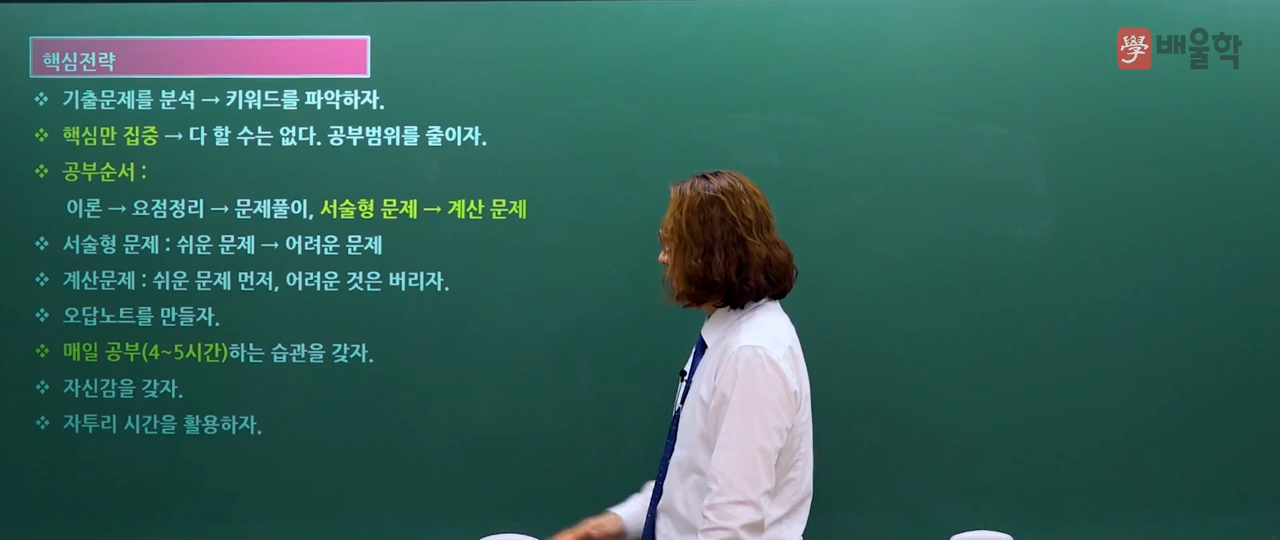 핵심전략
學 배울학
❖ 기출문제를 분석 → 키워드를 파악하자.
❖ 핵심만 집중 → 다 할 수는 없다. 공부범위를 줄이자.
❖ 공부순서 :
이론 → 요점정리 → 문제풀이, 서술형 문제 → 계산 문제
❖ 서술형 문제 : 쉬운 문제 → 어려운 문제
❖ 계산문제 : 쉬운 문제 먼저, 어려운 것은 버리자.
❖ 오답노트를 만들자.
❖ 매일 공부(4~5시간)하는 습관을 갖자.
❖ 자신감을 갖자.
❖ 자투리 시간을 활용하자.